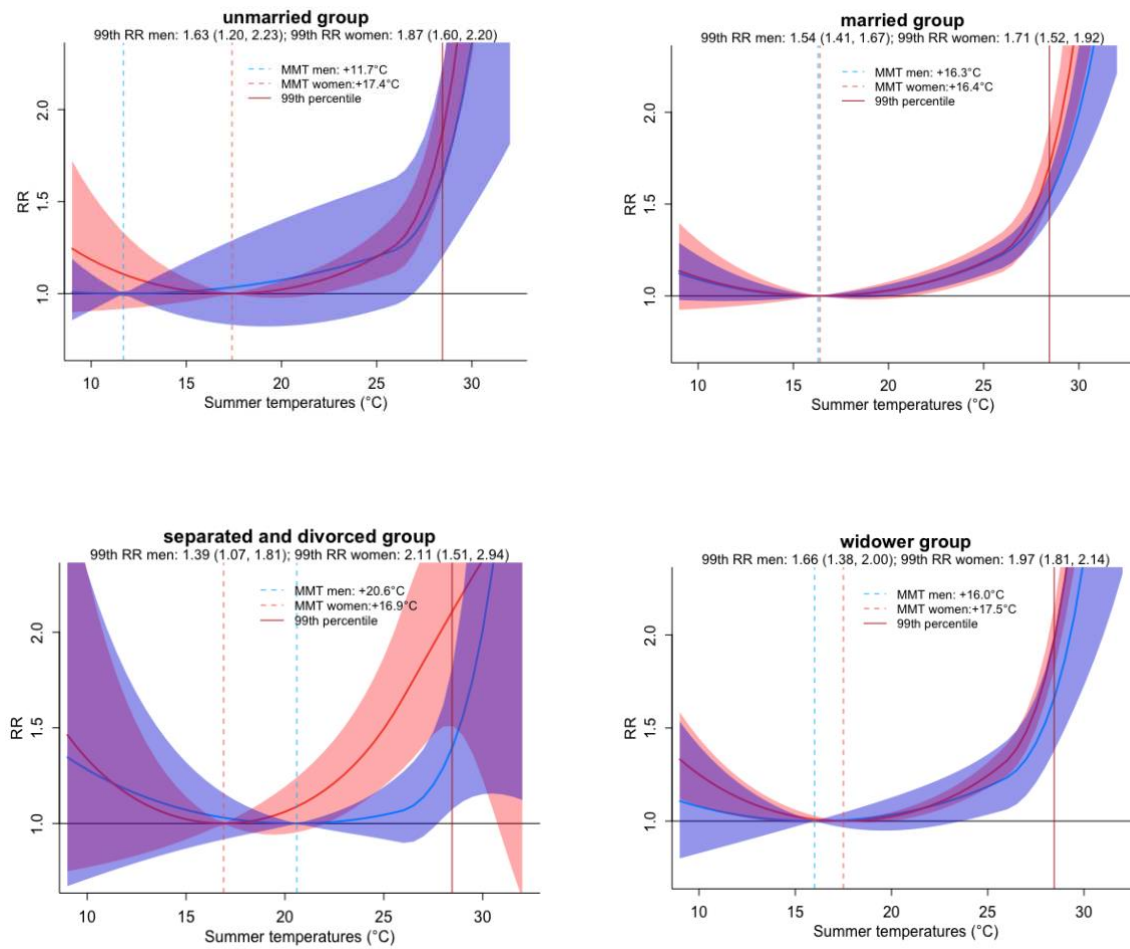 unmarried group
99th RR men: 1.63 (1.20, 2.23); 99th RR women: 1.87 (1.60, 2.20)
MMT men: +11.7°C
MMT women:+17.4°C
99th percentile
RR
1.0
1.5
2.0
10 15 20 25 30
Summer temperatures (°C)
married group
99th RR men: 1.54 (1.41, 1.67); 99th RR women: 1.71 (1.52, 1.92)
MMT men: +16.3°C
MMT women:+16.4°C
99th percentile
RR
1.0
1.5
2.0
10 15 20 25 30
Summer temperatures (°C)
separated and divorced group
99th RR men: 1.39 (1.07, 1.81); 99th RR women: 2.11 (1.51, 2.94)
MMT men: +20.6°C
MMT women:+16.9°C
99th percentile
RR
1.0
1.5
2.0
10 15 20 25 30
Summer temperatures (°C)
widower group
99th RR men: 1.66 (1.38, 2.00); 99th RR women: 1.97 (1.81, 2.14)
MMT men: +16.0°C
MMT women:+17.5°C
99th percentile
RR
1.0
1.5
2.0
10 15 20 25 30
Summer temperatures (°C)